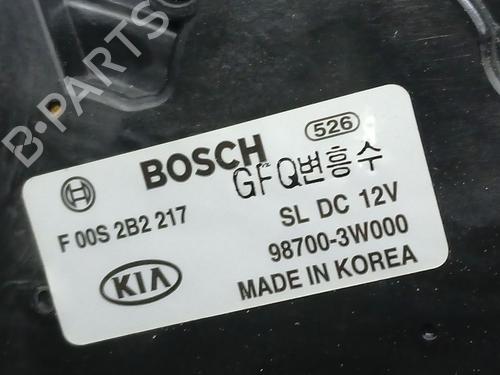 B-PARTS
526
BOSCH
GFQ변흥수
F 00S 2B2 217
SL DC 12V
98700-3W000
KIA
MADE IN KOREA